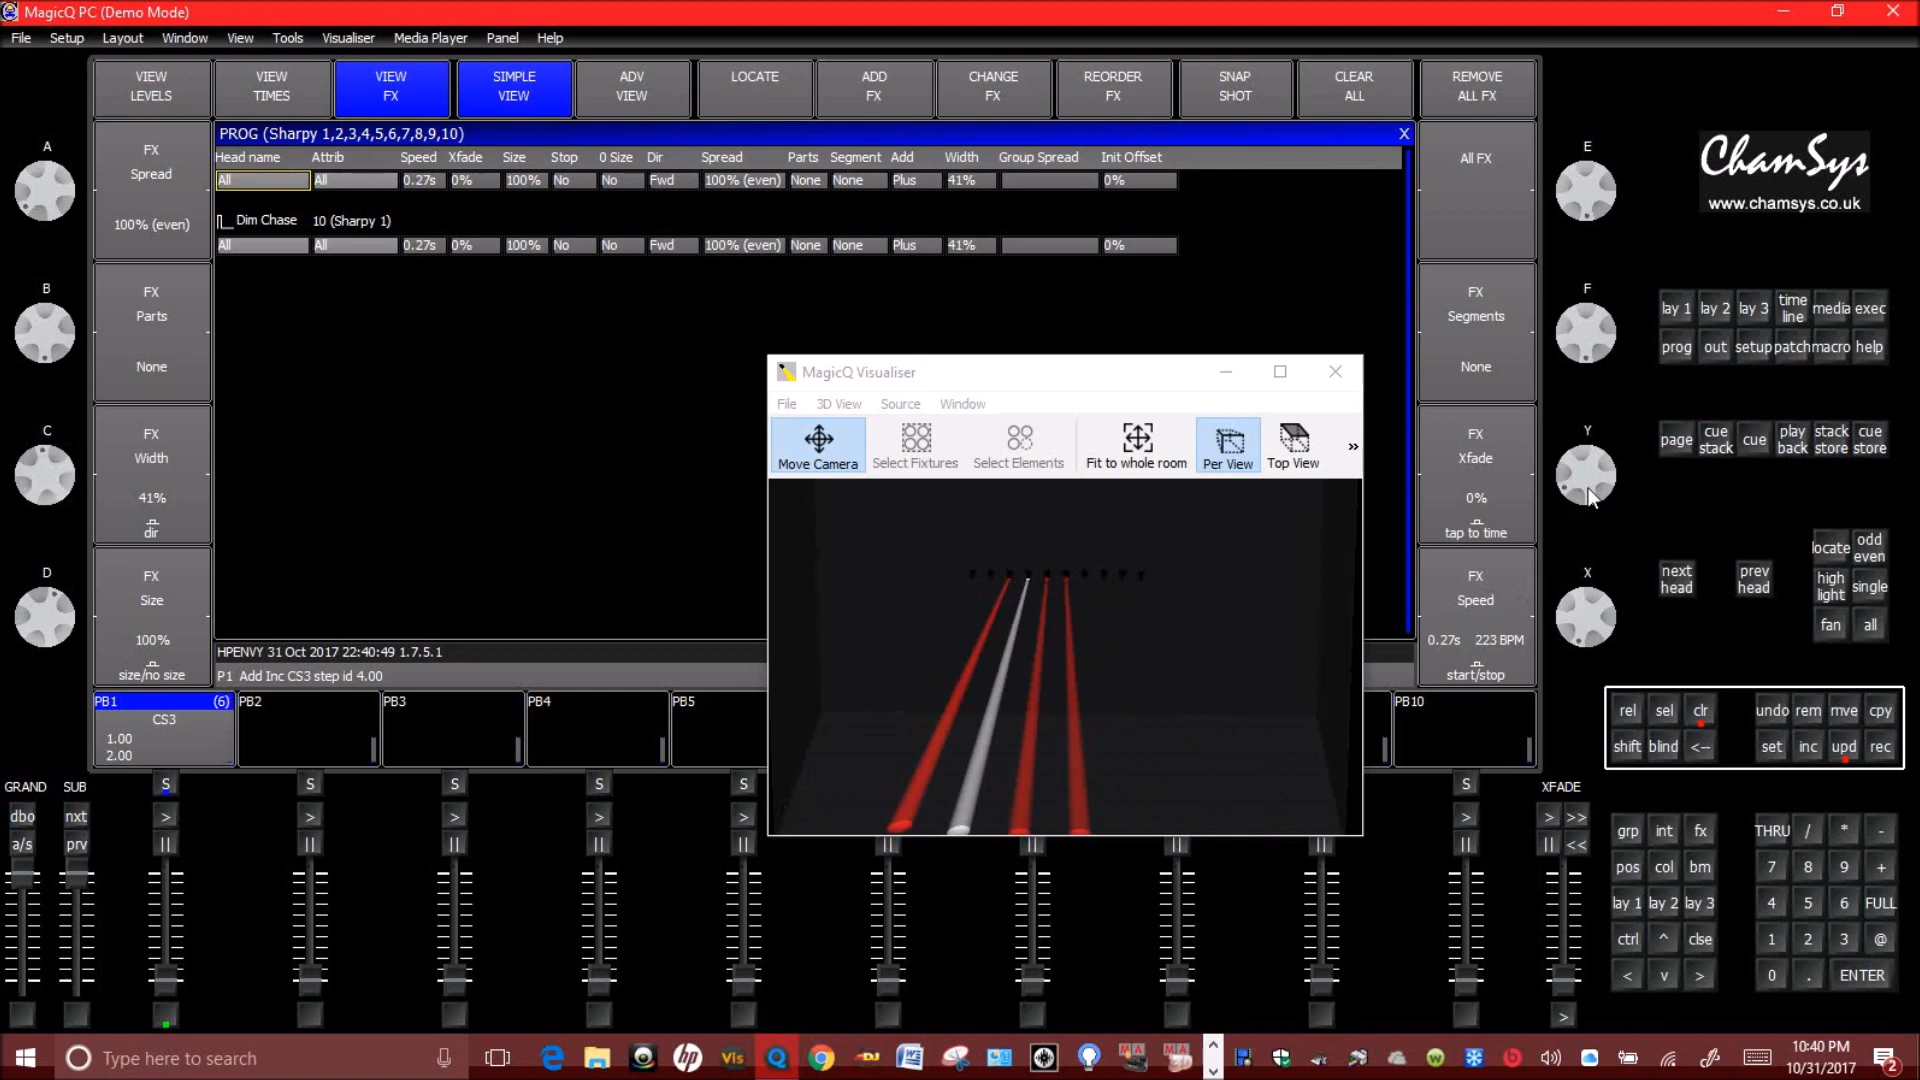 MagicQ PC (Demo Mode)
File Setup Layout Window View Tools Visualiser Media Player Panel Help
VIEW LEVELS
VIEW TIMES
VIEW FX
SIMPLE VIEW
ADV VIEW
LOCATE
ADD FX
CHANGE FX
REORDER FX
SNAP SHOT
CLEAR ALL
REMOVE ALL FX
PROG (Sharpy 1,2,3,4,5,6,7,8,9,10) X
Head name Attrib Speed Xfade Size Stop 0 Size Dir Spread Parts Segment Add Width Group Spread Init Offset
All All 0.27s 0% 100% No No Fwd 100% (even) None None Plus 41% 0%
Dim Chase 10 (Sharpy 1)
All All 0.27s 0% 100% No No Fwd 100% (even) None None Plus 41% 0%
A
FX
Spread
100% (even)
B
FX
Parts
None
C
FX
Width
41%
dir
D
FX
Size
100%
size/no size
All FX
E
FX
Segments
None
F
FX
Xfade
0%
tap to time
Y
FX
Speed
0.27s 223 BPM
start/stop
X
ChamSys
www.chamsys.co.uk
MagicQ Visualiser
File 3D View Source Window
Move Camera Select Fixtures Select Elements Fit to whole room Per View Top View »
HPENVY 31 Oct 2017 22:40:49 1.7.5.1
P1 Add Inc CS3 step id 4.00
PB1 (6) PB2 PB3 PB4 PB5 PB10
CS3
1.00
2.00
lay 1 lay 2 lay 3 time line media exec
prog out setup patch macro help
page cue stack cue play back stack store cue store
next head prev head
locate odd even
high light single
fan all
rel sel clr undo rem mve cpy
shift blind <-- set inc upd rec
GRAND SUB XFADE
dbo nxt
a/s prv
S S S S S S
> > > > > > > >>
|| || || || || || || || || || || <<
>
grp int fx THRU / * -
pos col bm 7 8 9 +
lay 1 lay 2 lay 3 4 5 6 FULL
ctrl ^ clse 1 2 3 @
< v > 0 . ENTER
Type here to search
10:40 PM
10/31/2017
2